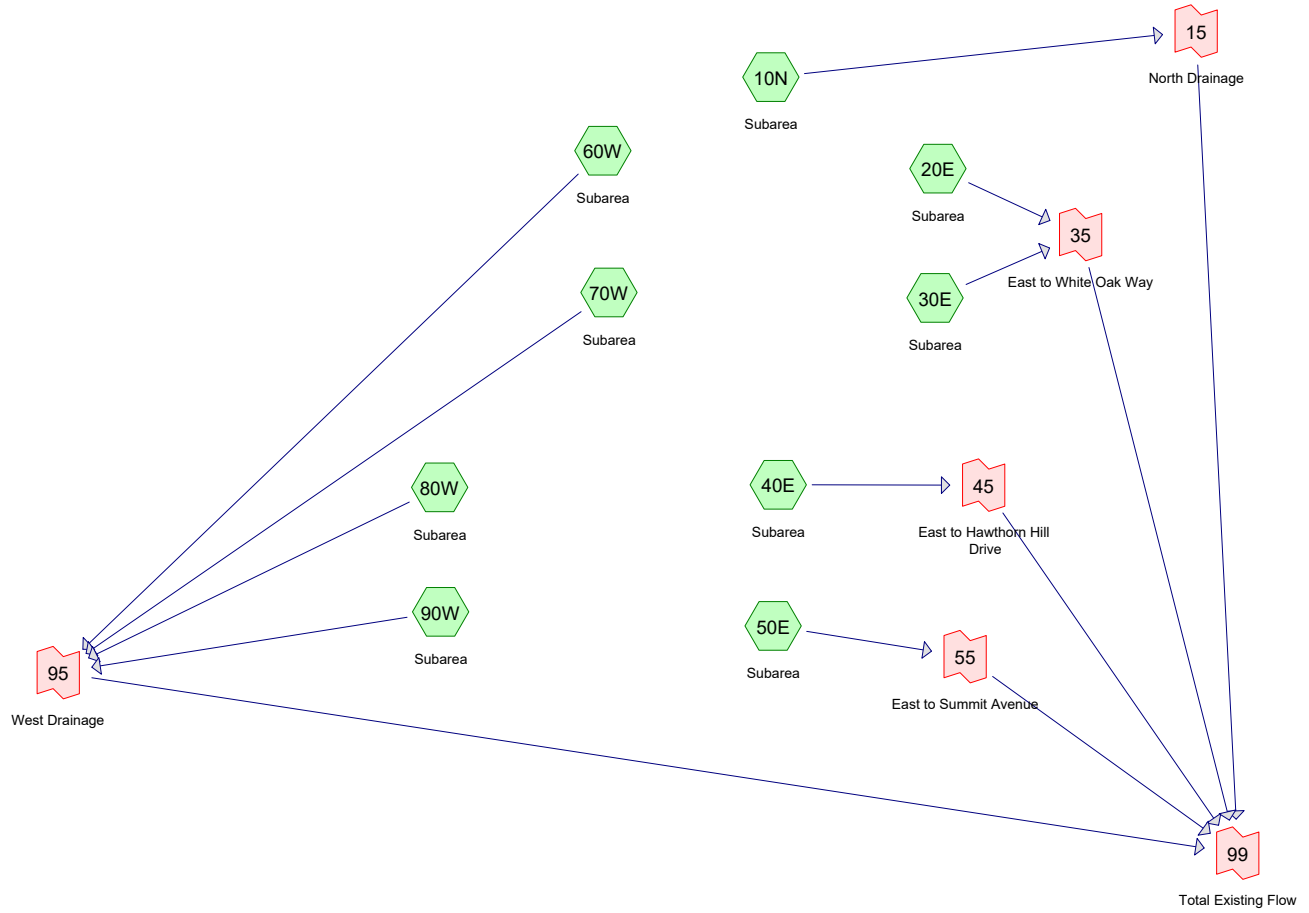 15
North Drainage
10N
Subarea
60W
Subarea
20E
Subarea
35
East to White Oak Way
70W
Subarea
30E
Subarea
80W
Subarea
40E
Subarea
45
East to Hawthorn Hill
Drive
90W
Subarea
50E
Subarea
55
East to Summit Avenue
95
West Drainage
99
Total Existing Flow